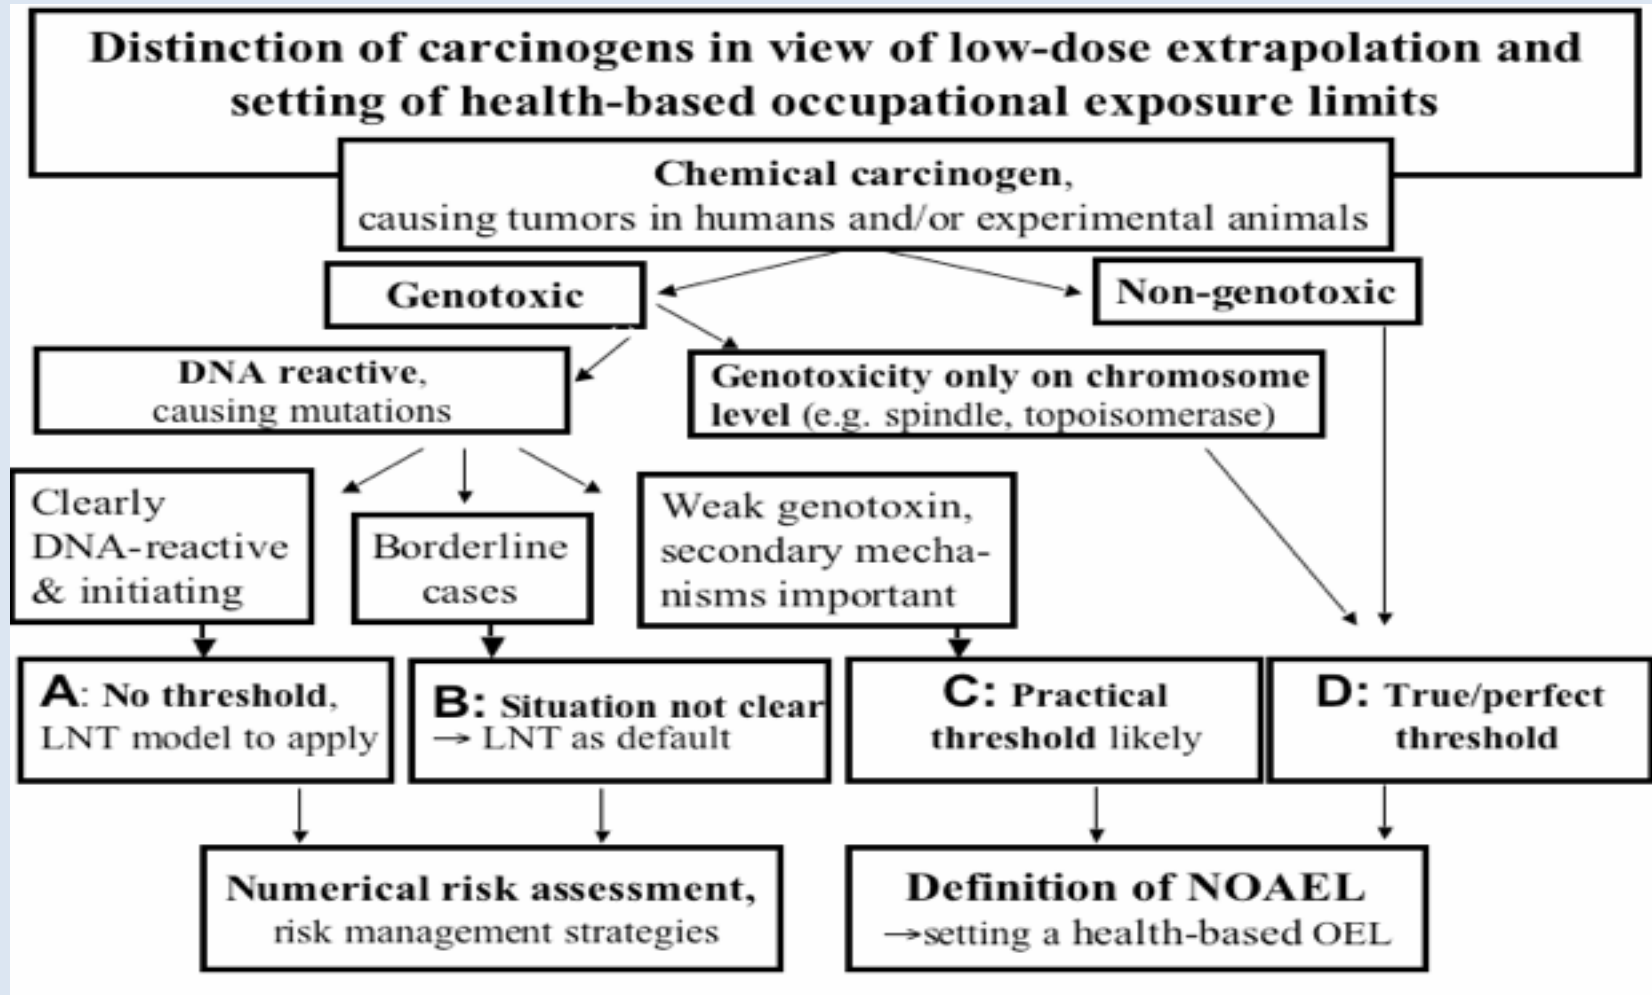 Distinction of carcinogens in view of low-dose extrapolation and
setting of health-based occupational exposure limits
Chemical carcinogen,
causing tumors in humans and/or experimental animals
Genotoxic
Non-genotoxic
DNA reactive,
causing mutations
Genotoxicity only on chromosome
level (e.g. spindle, topoisomerase)
Clearly
DNA-reactive
& initiating
Borderline
cases
Weak genotoxin,
secondary mecha-
nisms important
A: No threshold,
LNT model to apply
B: Situation not clear
→ LNT as default
C: Practical
threshold likely
D: True/perfect
threshold
Numerical risk assessment,
risk management strategies
Definition of NOAEL
→setting a health-based OEL